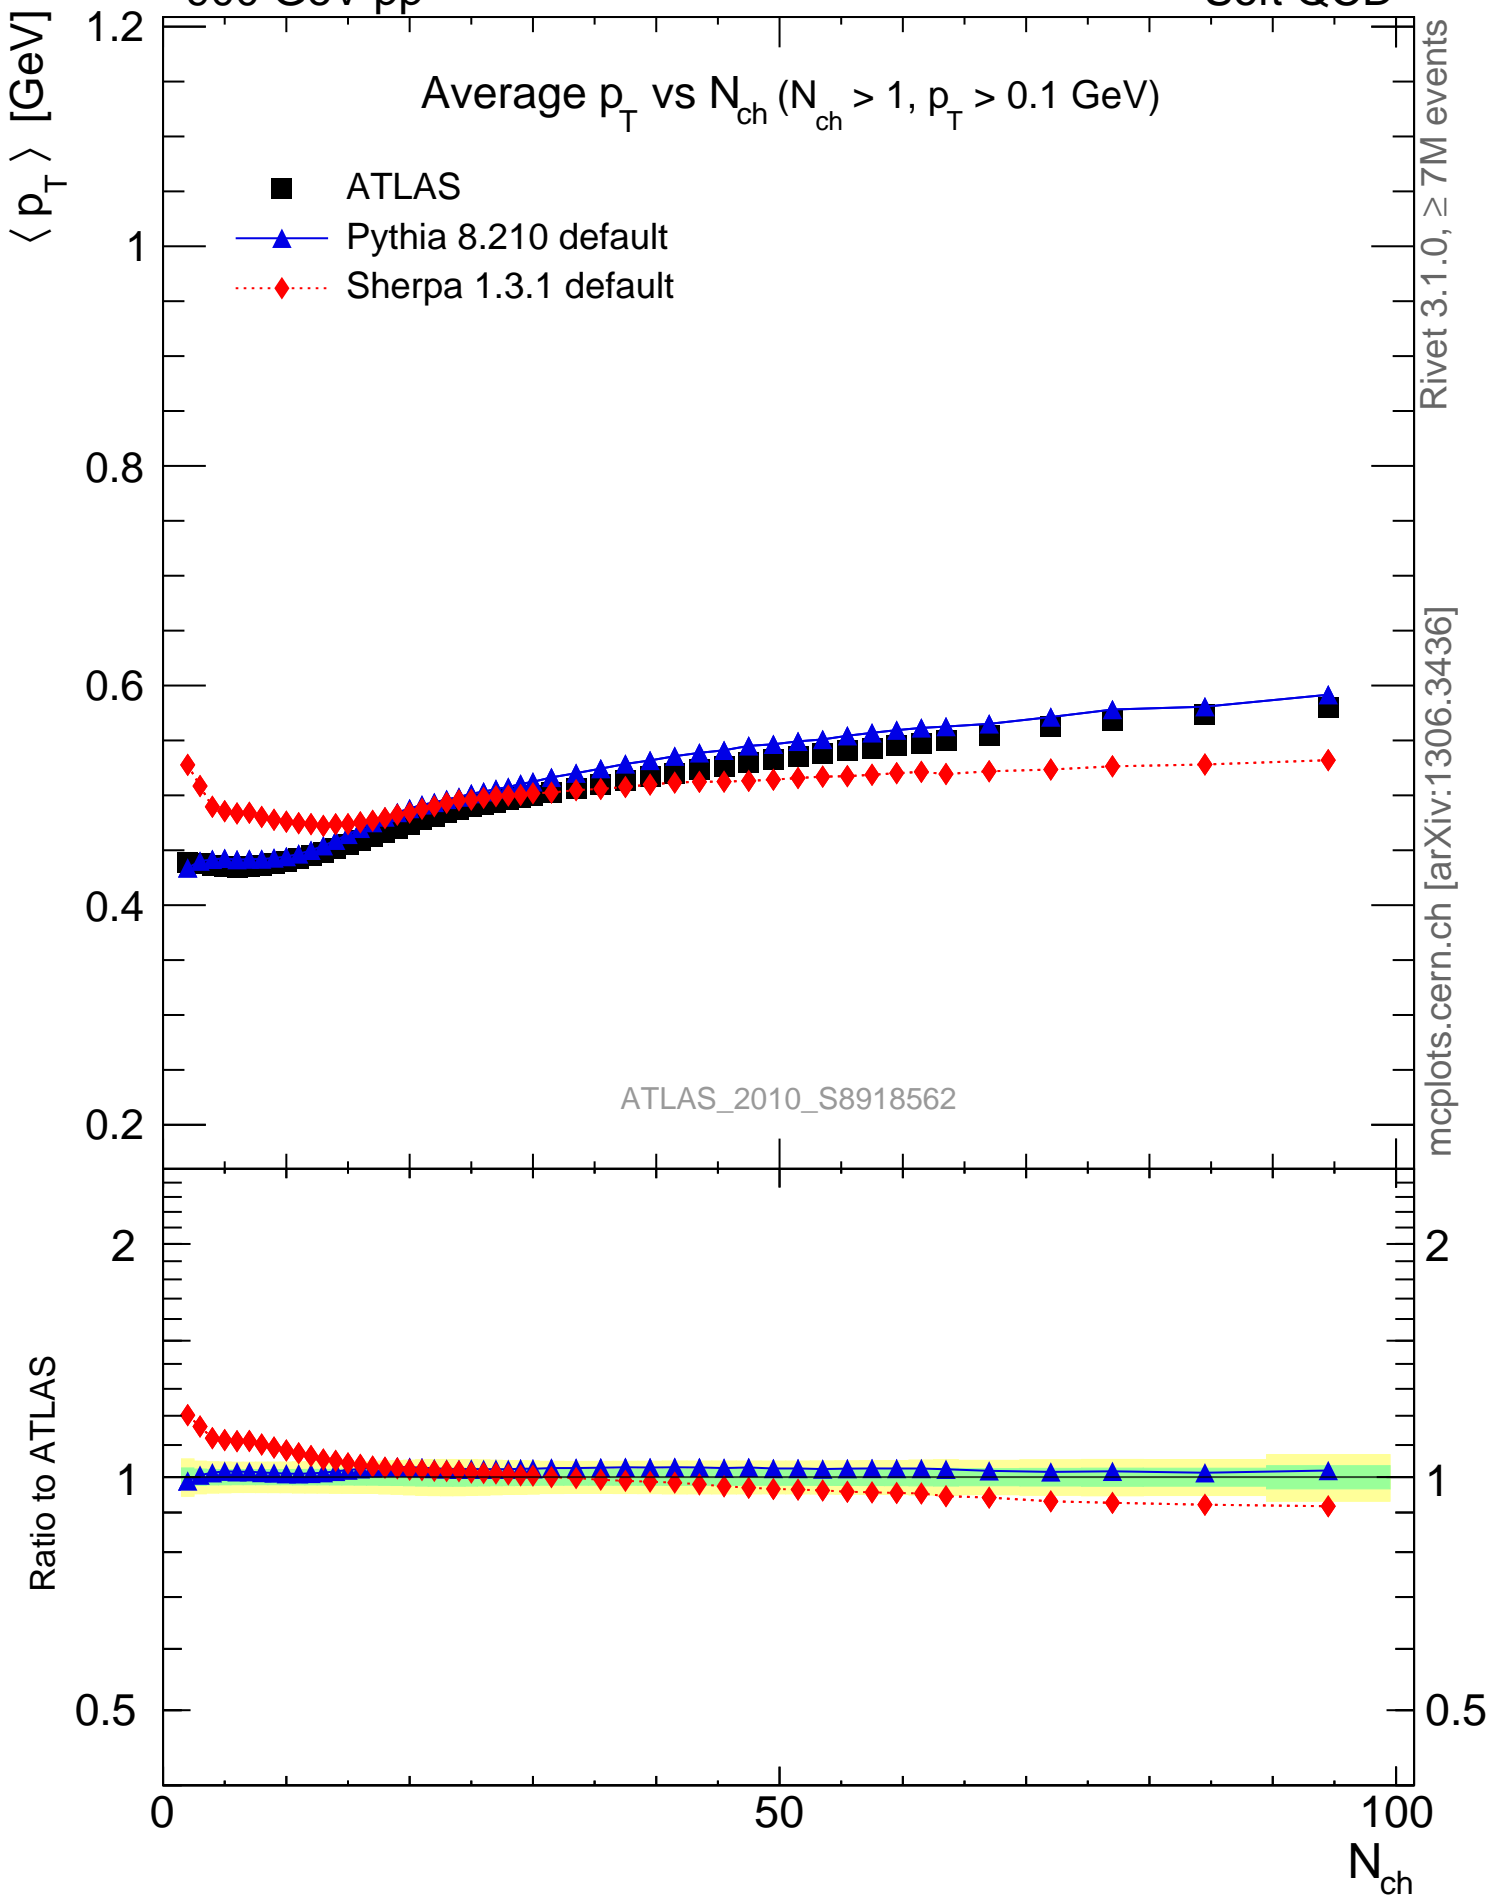 ⟨ p_T ⟩ [GeV]
Average p_T vs N_ch (N_ch > 1, p_T > 0.1 GeV)
ATLAS
Pythia 8.210 default
Sherpa 1.3.1 default
1.2
1
0.8
0.6
0.4
0.2
ATLAS_2010_S8918562
Rivet 3.1.0, ≥ 7M events
mcplots.cern.ch [arXiv:1306.3436]
Ratio to ATLAS
2
1
0.5
2
1
0.5
0
50
100
N_ch